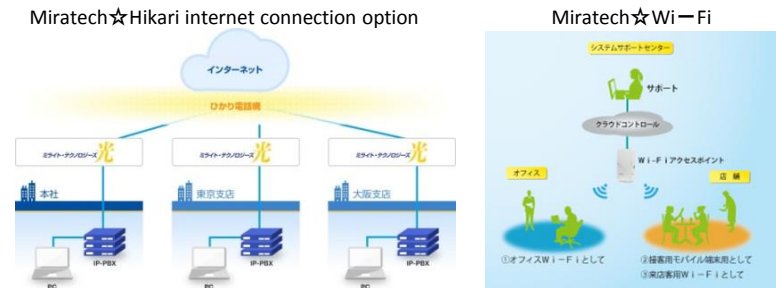 Miratech☆Hikari internet connection option
インターネット
ひかり電話網
ミライト・テクノロジーズ光
ミライト・テクノロジーズ光
ミライト・テクノロジーズ光
本社
東京支店
大阪支店
IP-PBX
IP-PBX
IP-PBX
PC
PC
PC
Miratech☆Wi－Fi
システムサポートセンター
サポート
クラウドコントロール
Wi-Fiアクセスポイント
オフィス
店舗
①オフィスWi－Fiとして
②接客用モバイル端末用として
③来店客用Wi－Fiとして